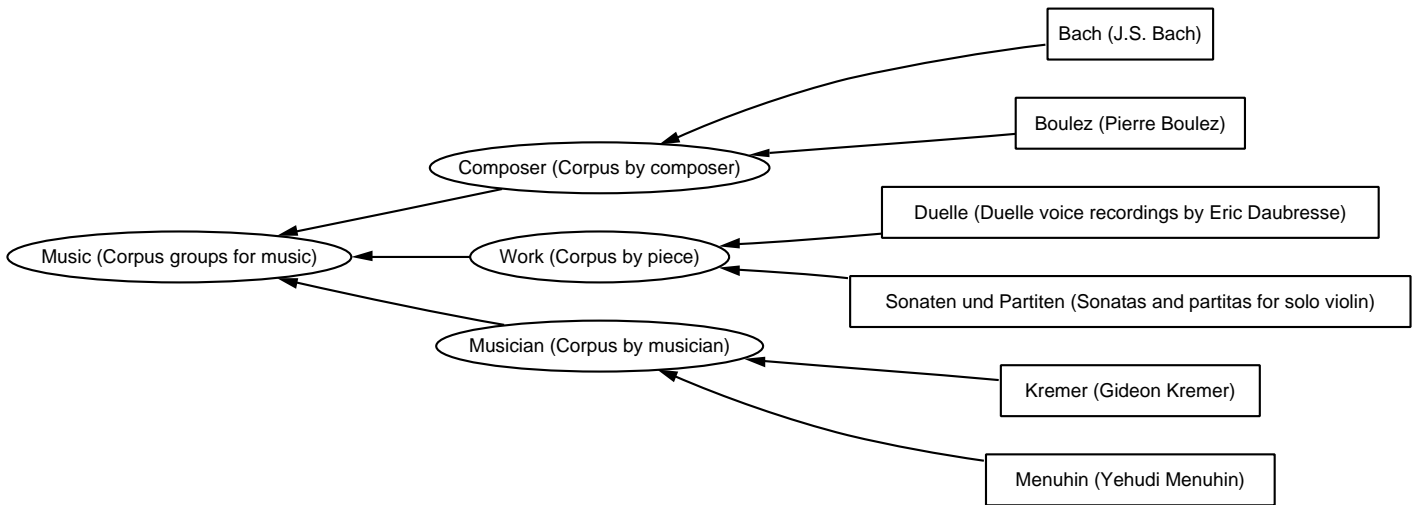 Bach (J.S. Bach)
Boulez (Pierre Boulez)
Composer (Corpus by composer)
Duelle (Duelle voice recordings by Eric Daubresse)
Music (Corpus groups for music)
Work (Corpus by piece)
Sonaten und Partiten (Sonatas and partitas for solo violin)
Musician (Corpus by musician)
Kremer (Gideon Kremer)
Menuhin (Yehudi Menuhin)